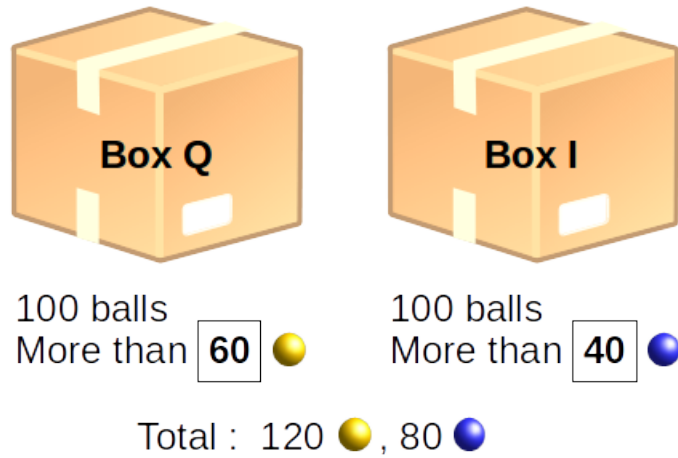 Box Q
Box I
100 balls
More than 60
100 balls
More than 40
Total : 120 , 80